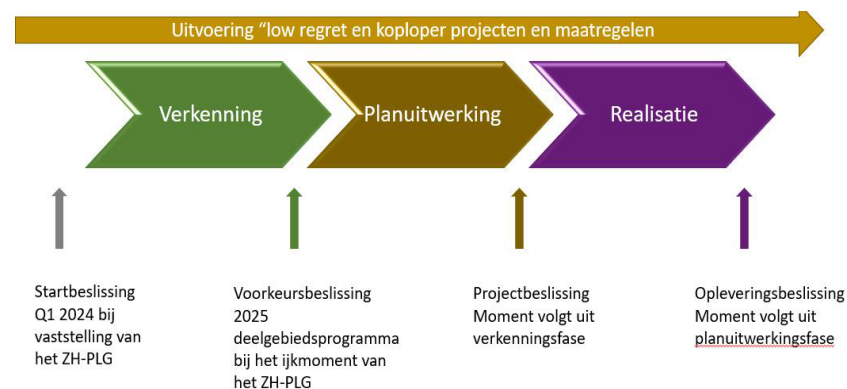 Uitvoering “low regret en koploper projecten en maatregelen
Verkenning
Planuitwerking
Realisatie
Startbeslissing
Q1 2024 bij
vaststelling van
het ZH-PLG
Voorkeursbeslissing
2025
deelgebiedsprogramma
bij het ijkmoment van
het ZH-PLG
Projectbeslissing
Moment volgt uit
verkenningsfase
Opleveringsbeslissing
Moment volgt uit
planuitwerkingsfase